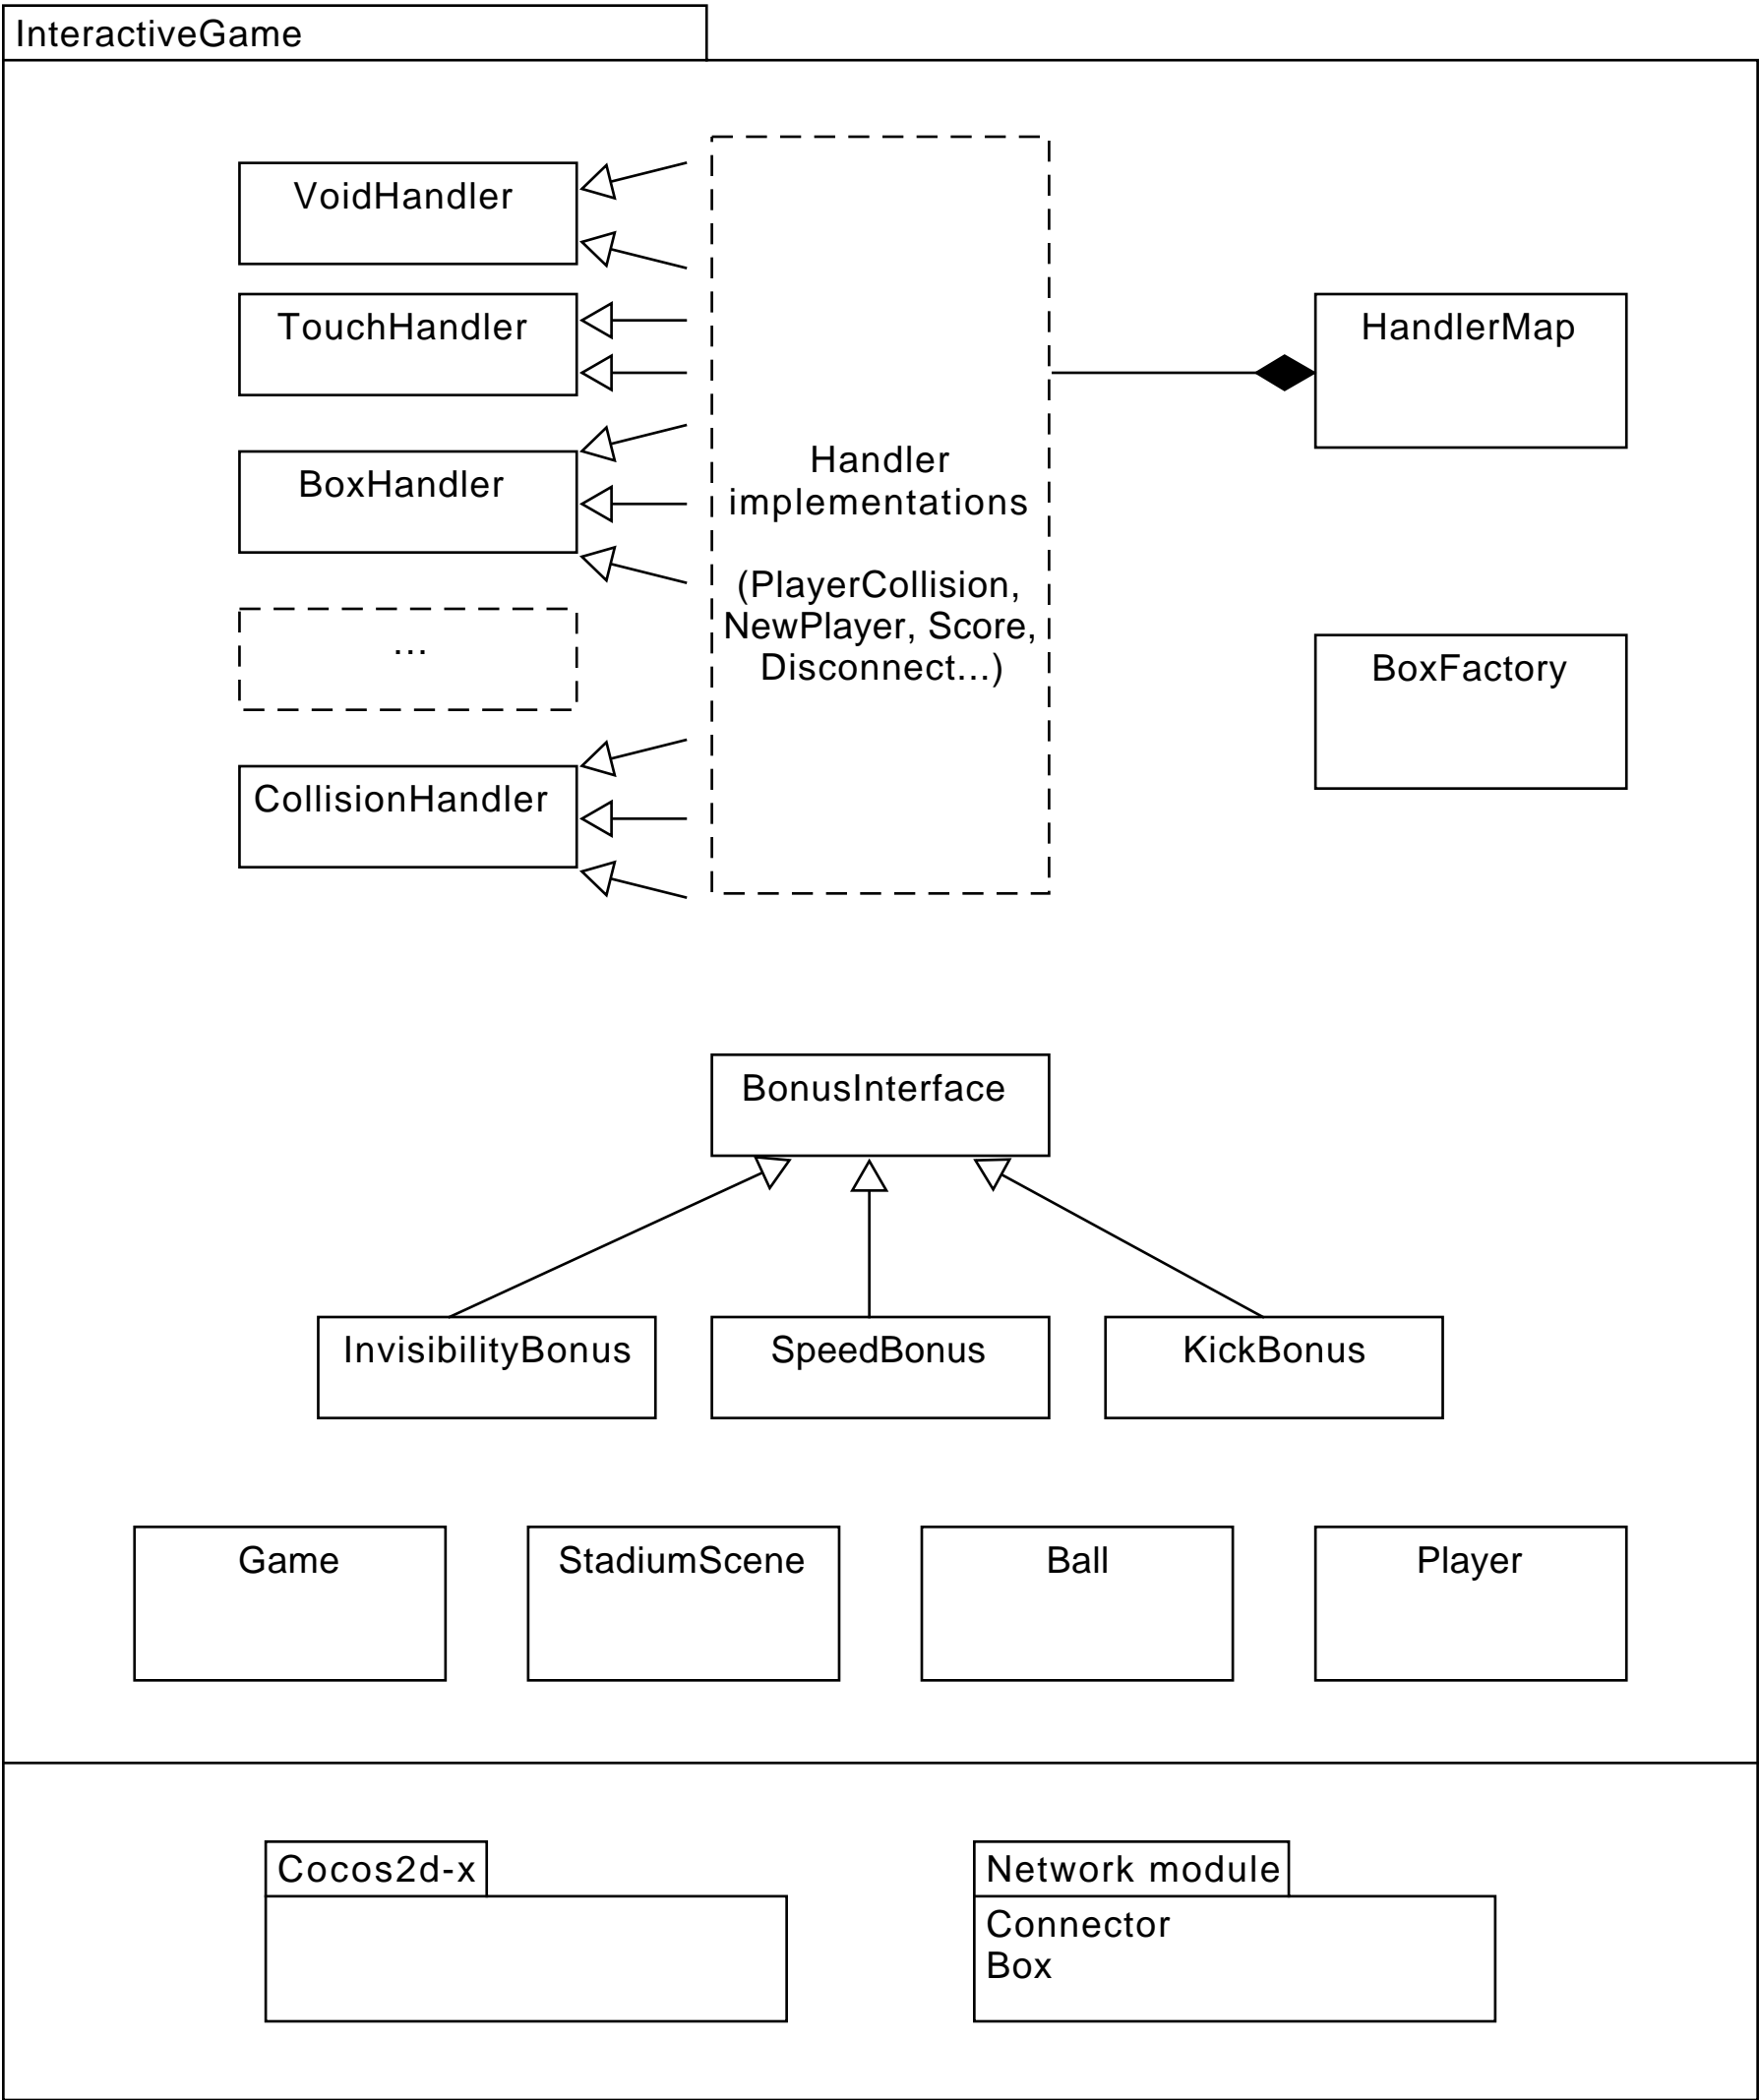 InteractiveGame
VoidHandler
TouchHandler
BoxHandler
...
CollisionHandler
Handler
implementations
(PlayerCollision,
NewPlayer, Score,
Disconnect...)
HandlerMap
BoxFactory
BonusInterface
InvisibilityBonus
SpeedBonus
KickBonus
Game
StadiumScene
Ball
Player
Cocos2d-x
Network module
Connector
Box